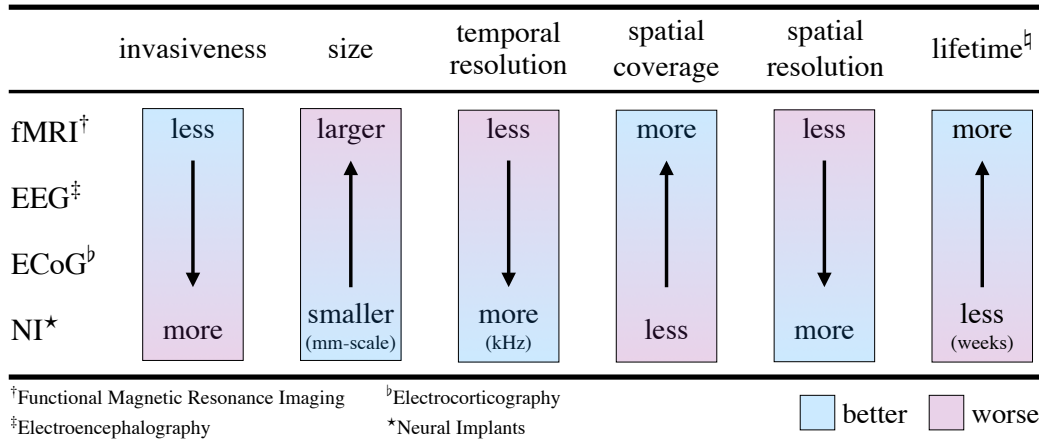 invasiveness size temporal resolution spatial coverage spatial resolution lifetime♮
fMRI† less larger less more less more
EEG‡
ECoG♭
NI★ more smaller (mm-scale) more (kHz) less more less (weeks)
†Functional Magnetic Resonance Imaging ♭Electrocorticography
‡Electroencephalography ★Neural Implants
better worse